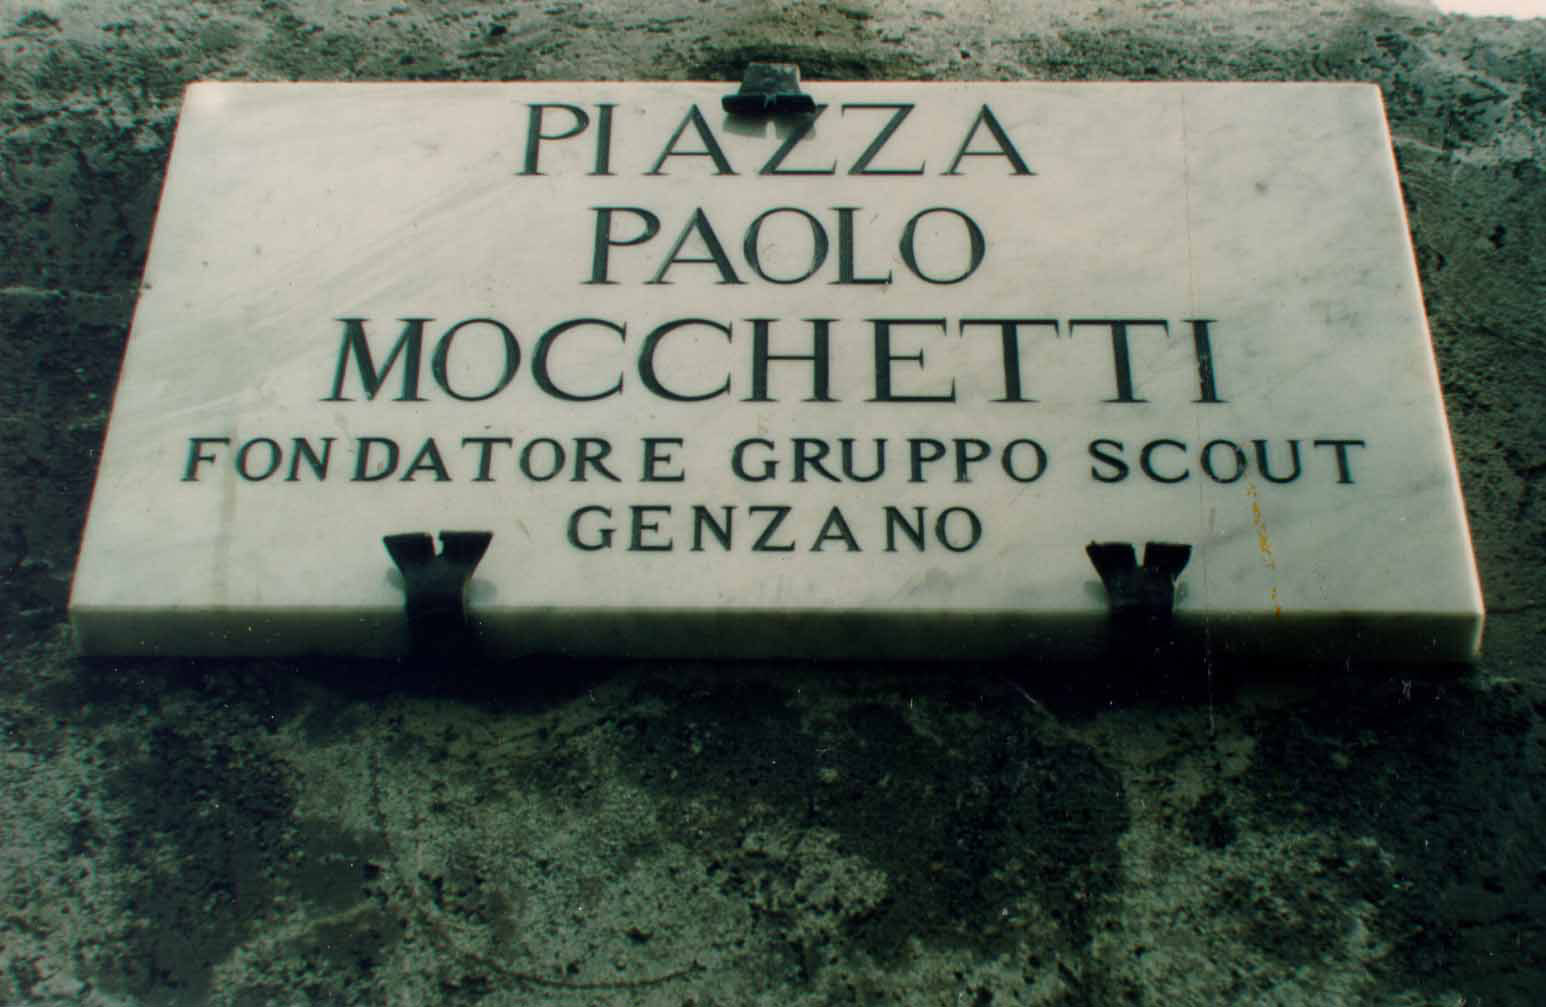 PIAZZA
PAOLO
MOCCHETTI
FONDATORE GRUPPO SCOUT
GENZANO